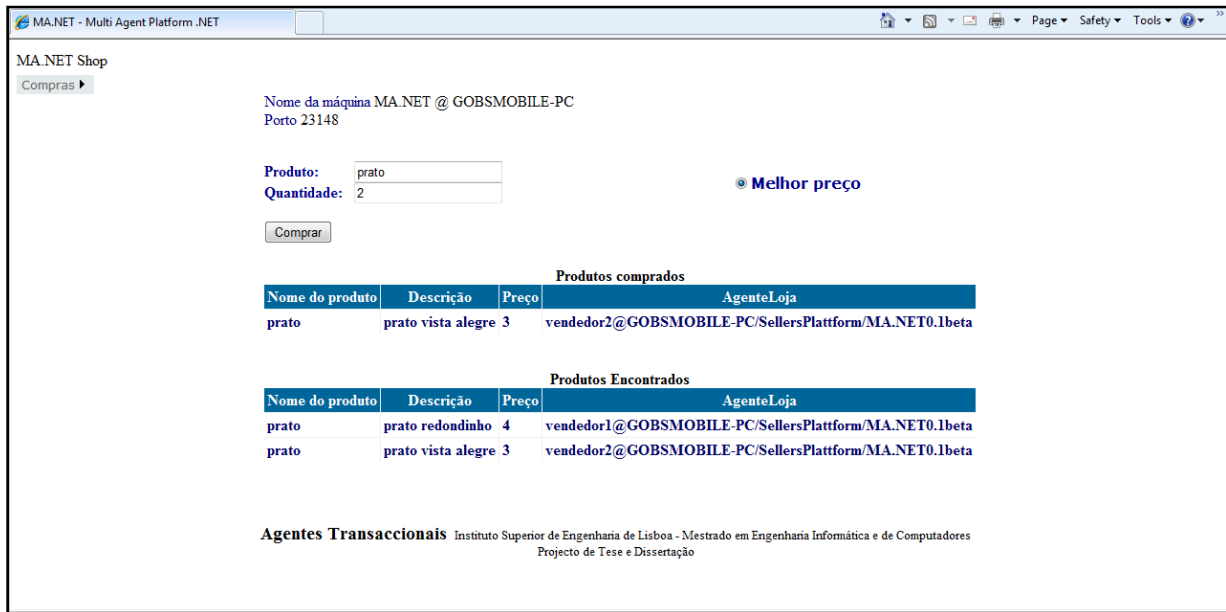 MA.NET - Multi Agent Platform .NET
Page Safety Tools
MA.NET Shop
Compras
Nome da máquina MA.NET @ GOBSMOBILE-PC
Porto 23148
Produto: prato
Quantidade: 2
Melhor preço
Comprar
Produtos comprados
Nome do produto Descrição Preço AgenteLoja
prato prato vista alegre 3 vendedor2@GOBSMOBILE-PC/SellersPlattform/MA.NET0.1beta
Produtos Encontrados
Nome do produto Descrição Preço AgenteLoja
prato prato redondinho 4 vendedor1@GOBSMOBILE-PC/SellersPlattform/MA.NET0.1beta
prato prato vista alegre 3 vendedor2@GOBSMOBILE-PC/SellersPlattform/MA.NET0.1beta
Agentes Transaccionais Instituto Superior de Engenharia de Lisboa - Mestrado em Engenharia Informática e de Computadores
Projecto de Tese e Dissertação